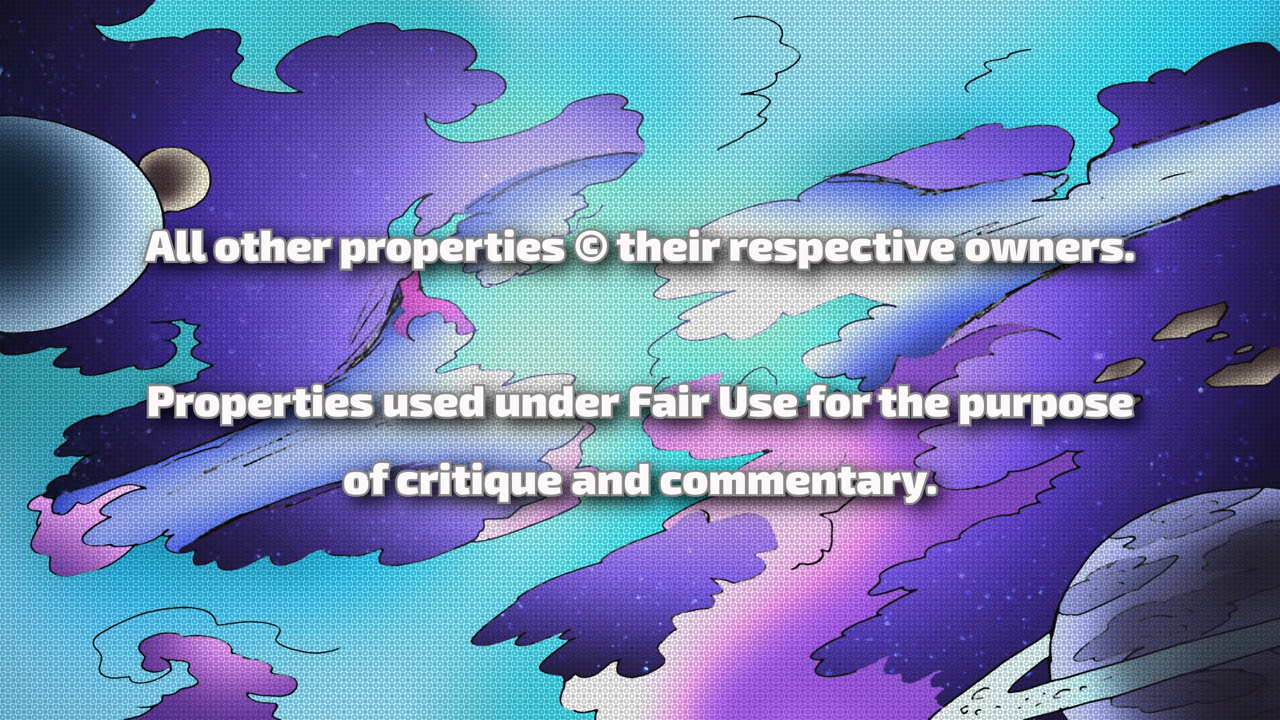 All other properties © their respective owners.
Properties used under Fair Use for the purpose
of critique and commentary.